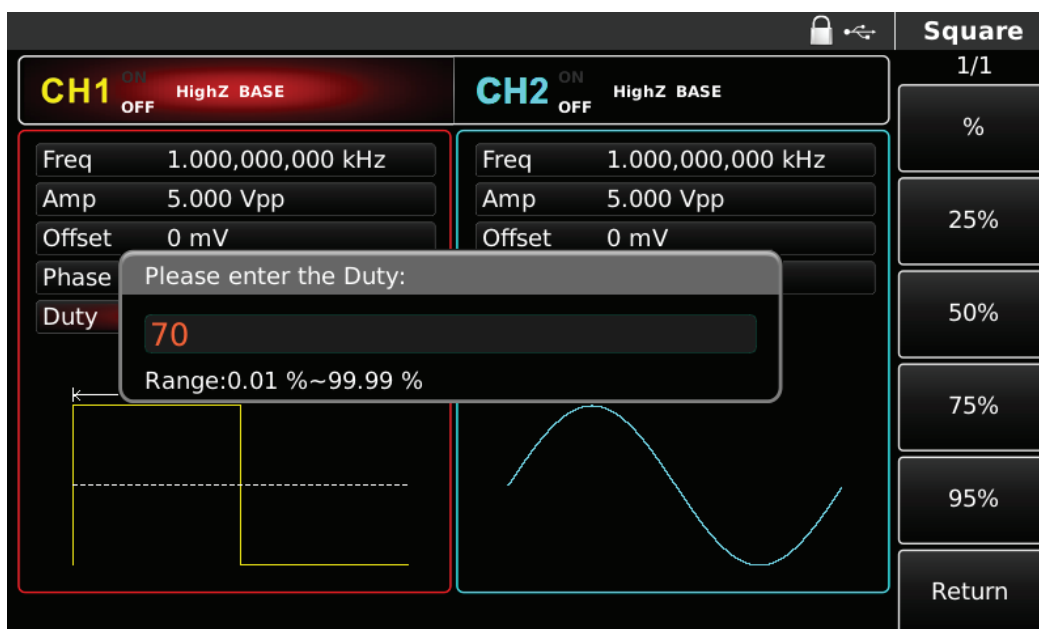 Square
1/1
CH1 ON OFF HighZ BASE
CH2 ON OFF HighZ BASE
Freq 1.000,000,000 kHz
Amp 5.000 Vpp
Offset 0 mV
Phase
Duty
Freq 1.000,000,000 kHz
Amp 5.000 Vpp
Offset 0 mV
Please enter the Duty:
70
Range:0.01 %~99.99 %
%
25%
50%
75%
95%
Return